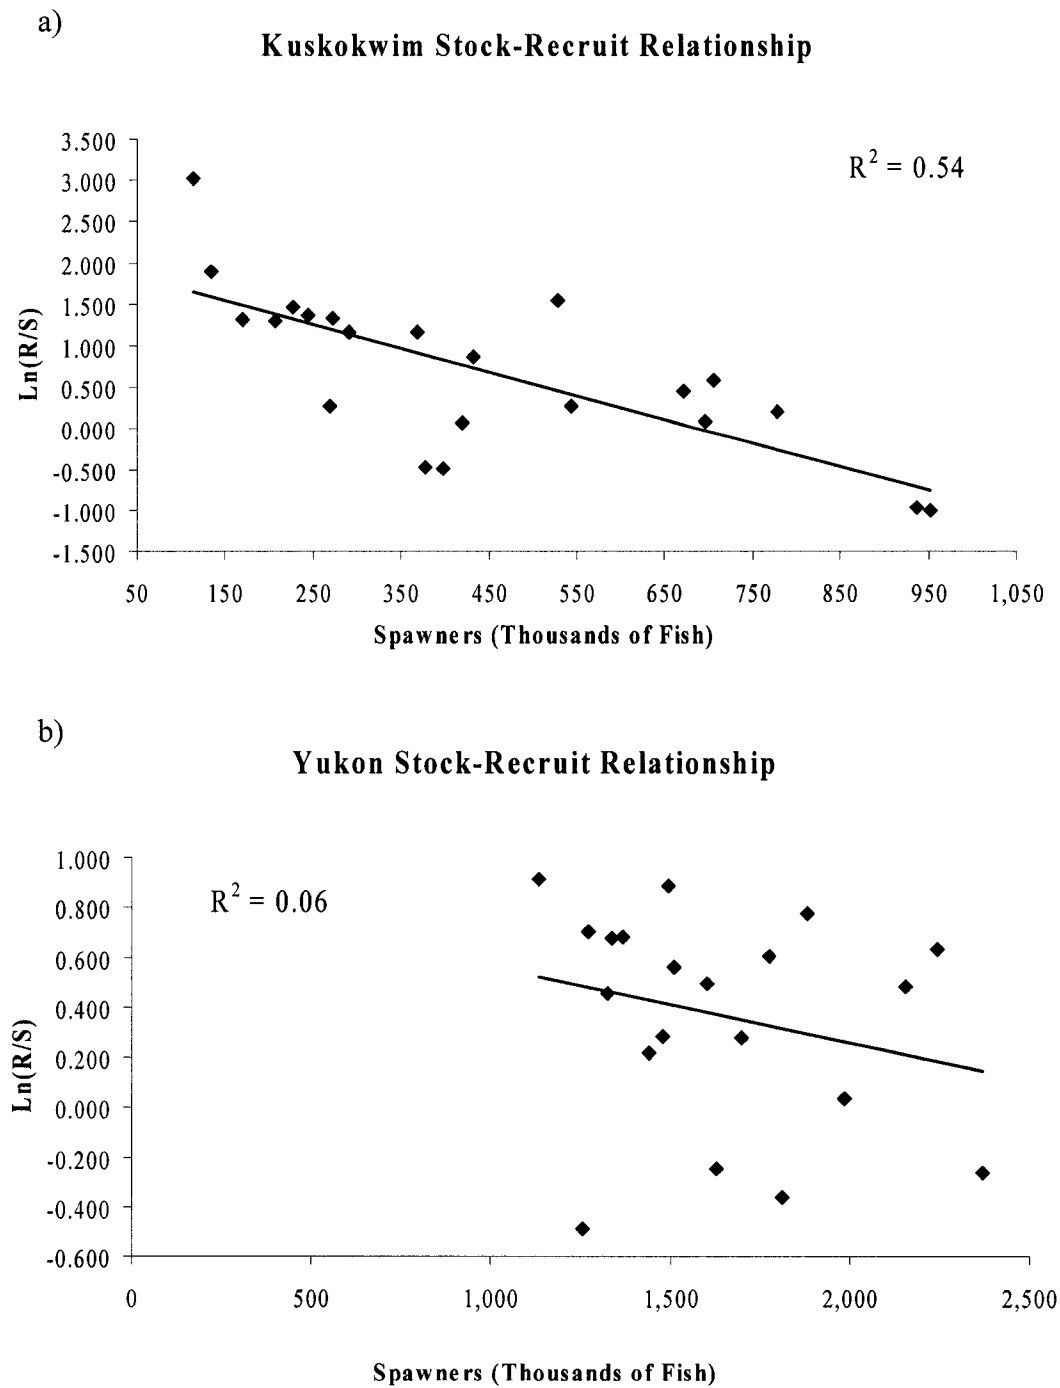 a)
Kuskokwim Stock-Recruit Relationship
3.500
3.000
2.500
2.000
1.500
1.000
0.500
0.000
-0.500
-1.000
-1.500
Ln(R/S)
R² = 0.54
50 150 250 350 450 550 650 750 850 950 1,050
Spawners (Thousands of Fish)
b)
Yukon Stock-Recruit Relationship
1.000
0.800
0.600
0.400
0.200
0.000
-0.200
-0.400
-0.600
Ln(R/S)
R² = 0.06
0 500 1,000 1,500 2,000 2,500
Spawners (Thousands of Fish)